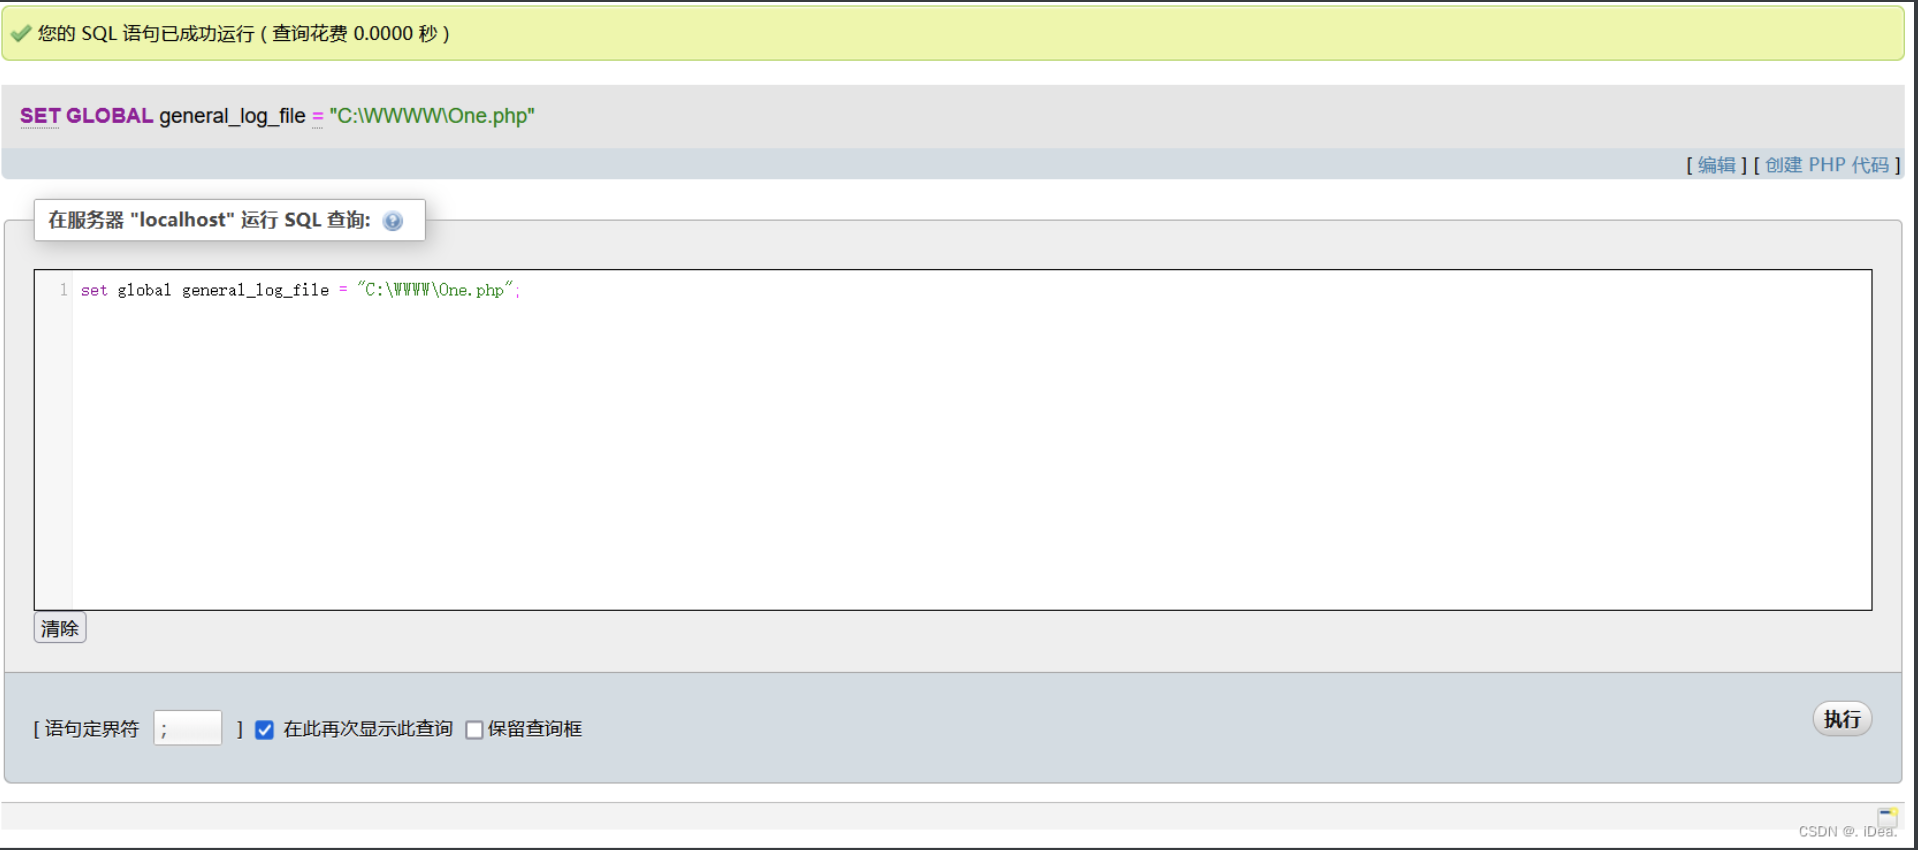 您的 SQL 语句已成功运行 ( 查询花费 0.0000 秒 )
SET GLOBAL general_log_file = "C:\WWWW\One.php"
[ 编辑 ] [ 创建 PHP 代码 ]
在服务器 "localhost" 运行 SQL 查询:
1 set global general_log_file = "C:\WWWW\One.php";
清除
[ 语句定界符 ; ] 在此再次显示此查询 保留查询框
执行
CSDN @. iDea.